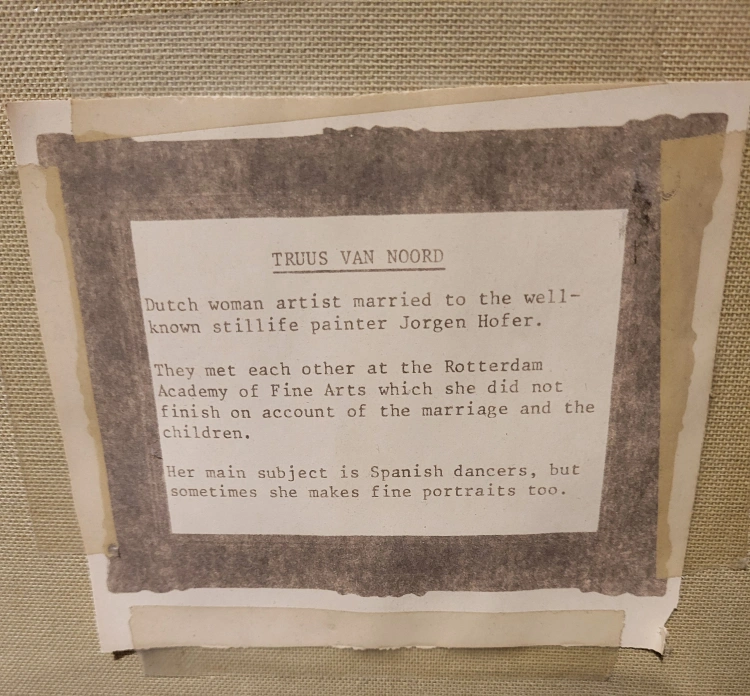 TRUUS VAN NOORD
Dutch woman artist married to the well-
known stillife painter Jorgen Hofer.
They met each other at the Rotterdam
Academy of Fine Arts which she did not
finish on account of the marriage and the
children.
Her main subject is Spanish dancers, but
sometimes she makes fine portraits too.